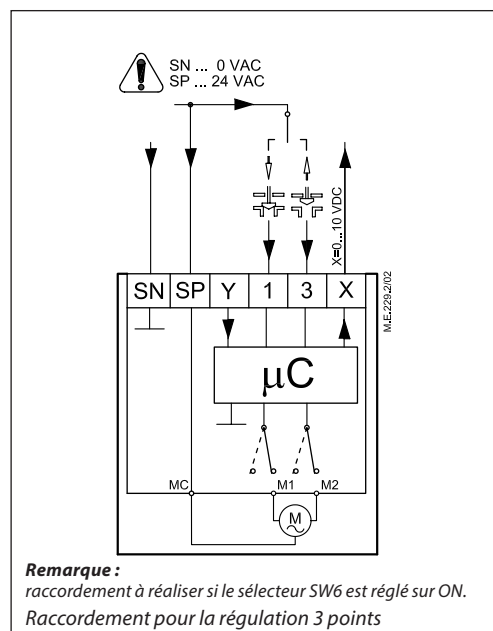 SN ... 0 VAC
SP ... 24 VAC
X=0...10 VDC
SN SP Y 1 3 X
M.E.229.2/02
µC
MC M1 M2
M
Remarque :
raccordement à réaliser si le sélecteur SW6 est réglé sur ON.
Raccordement pour la régulation 3 points